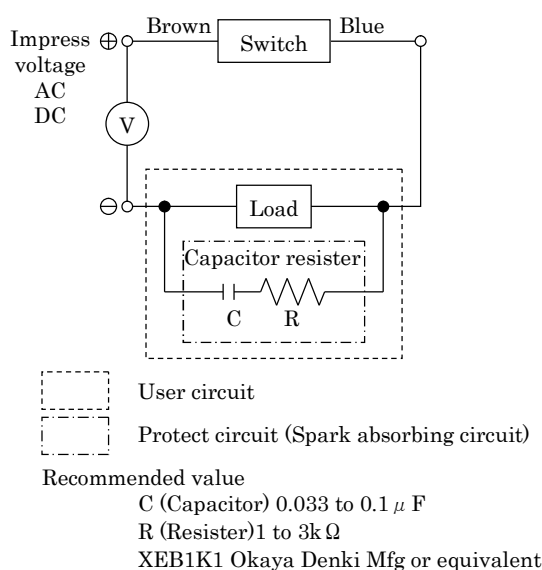 Impress
voltage
AC
DC
⊕
Brown
Switch
Blue
V
⊖
Load
Capacitor resister
C
R
User circuit
Protect circuit (Spark absorbing circuit)
Recommended value
C (Capacitor) 0.033 to 0.1 μ F
R (Resister)1 to 3k Ω
XEB1K1 Okaya Denki Mfg or equivalent